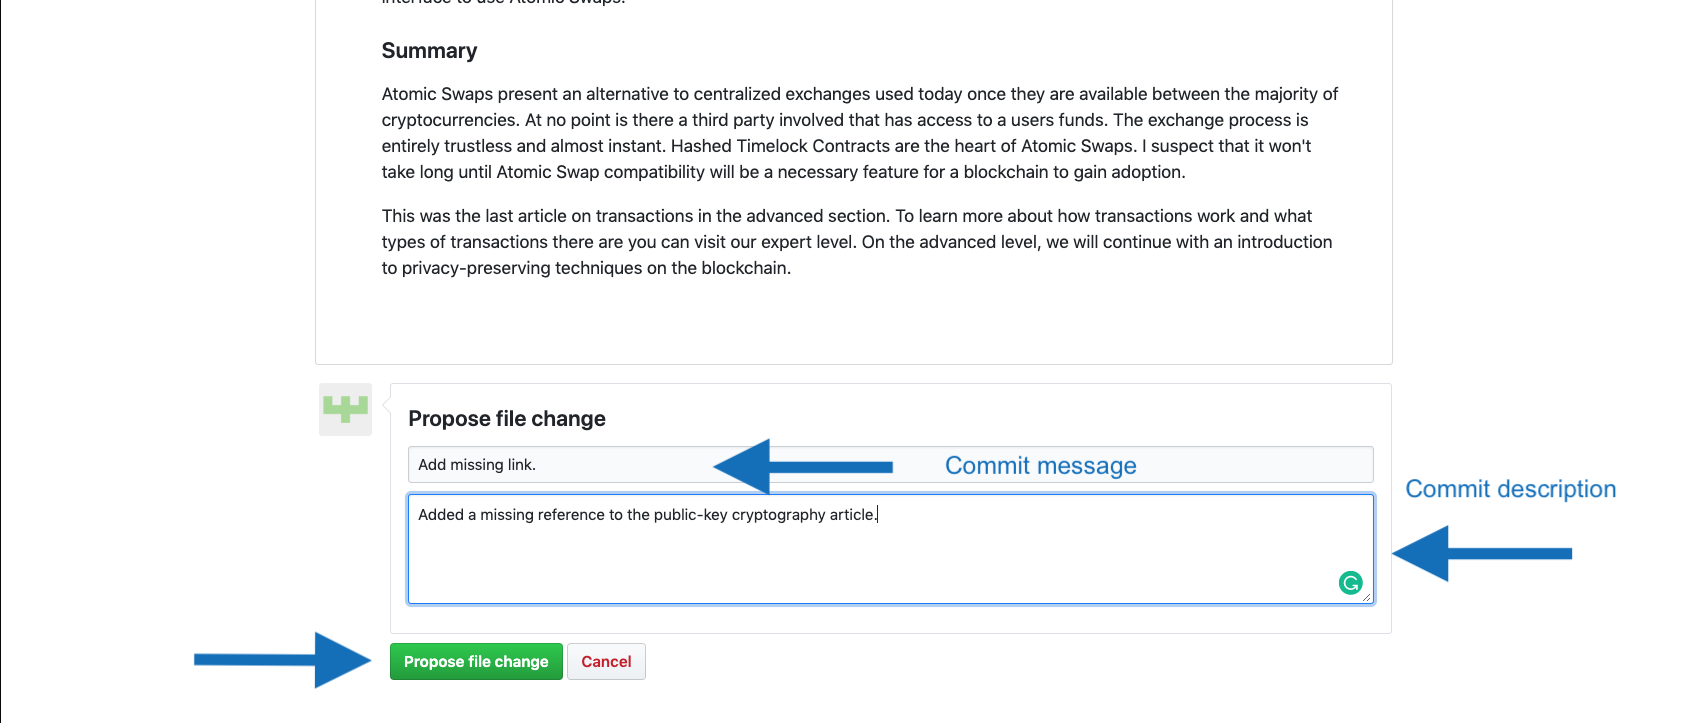 interface to use Atomic Swaps.
Summary
Atomic Swaps present an alternative to centralized exchanges used today once they are available between the majority of
cryptocurrencies. At no point is there a third party involved that has access to a users funds. The exchange process is
entirely trustless and almost instant. Hashed Timelock Contracts are the heart of Atomic Swaps. I suspect that it won't
take long until Atomic Swap compatibility will be a necessary feature for a blockchain to gain adoption.
This was the last article on transactions in the advanced section. To learn more about how transactions work and what
types of transactions there are you can visit our expert level. On the advanced level, we will continue with an introduction
to privacy-preserving techniques on the blockchain.
Propose file change
Add missing link.
Commit message
Commit description
Added a missing reference to the public-key cryptography article.
Propose file change
Cancel